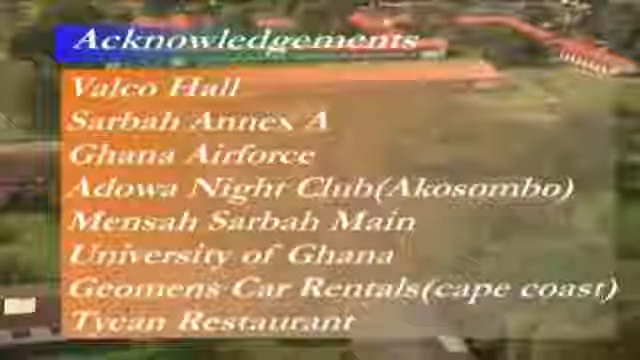 Acknowledgements
Valco Hall
Sarbah Annex A
Ghana Airforce
Adowa Night Club(Akosombo)
Mensah Sarbah Main
University of Ghana
Geomens Car Rentals(cape coast)
Tycan Restaurant